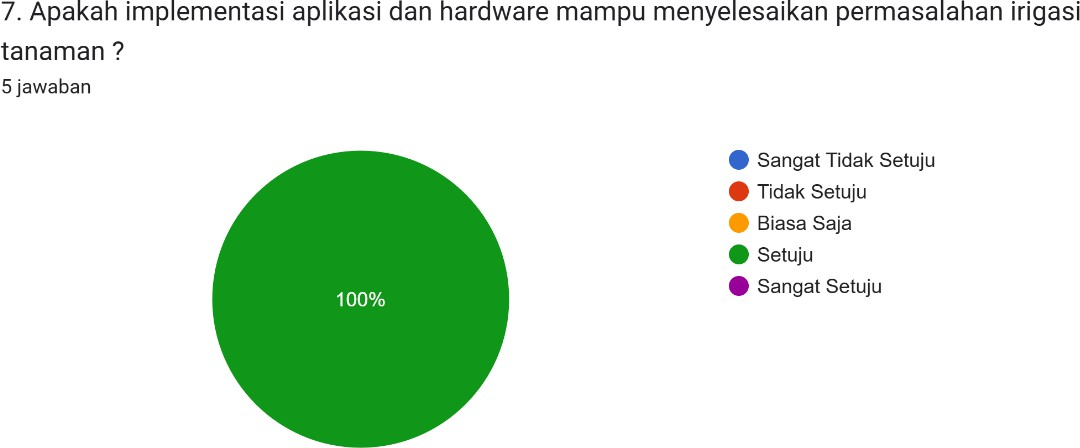 7. Apakah implementasi aplikasi dan hardware mampu menyelesaikan permasalahan irigasi
tanaman ?
5 jawaban
Sangat Tidak Setuju
Tidak Setuju
Biasa Saja
Setuju
Sangat Setuju
100%